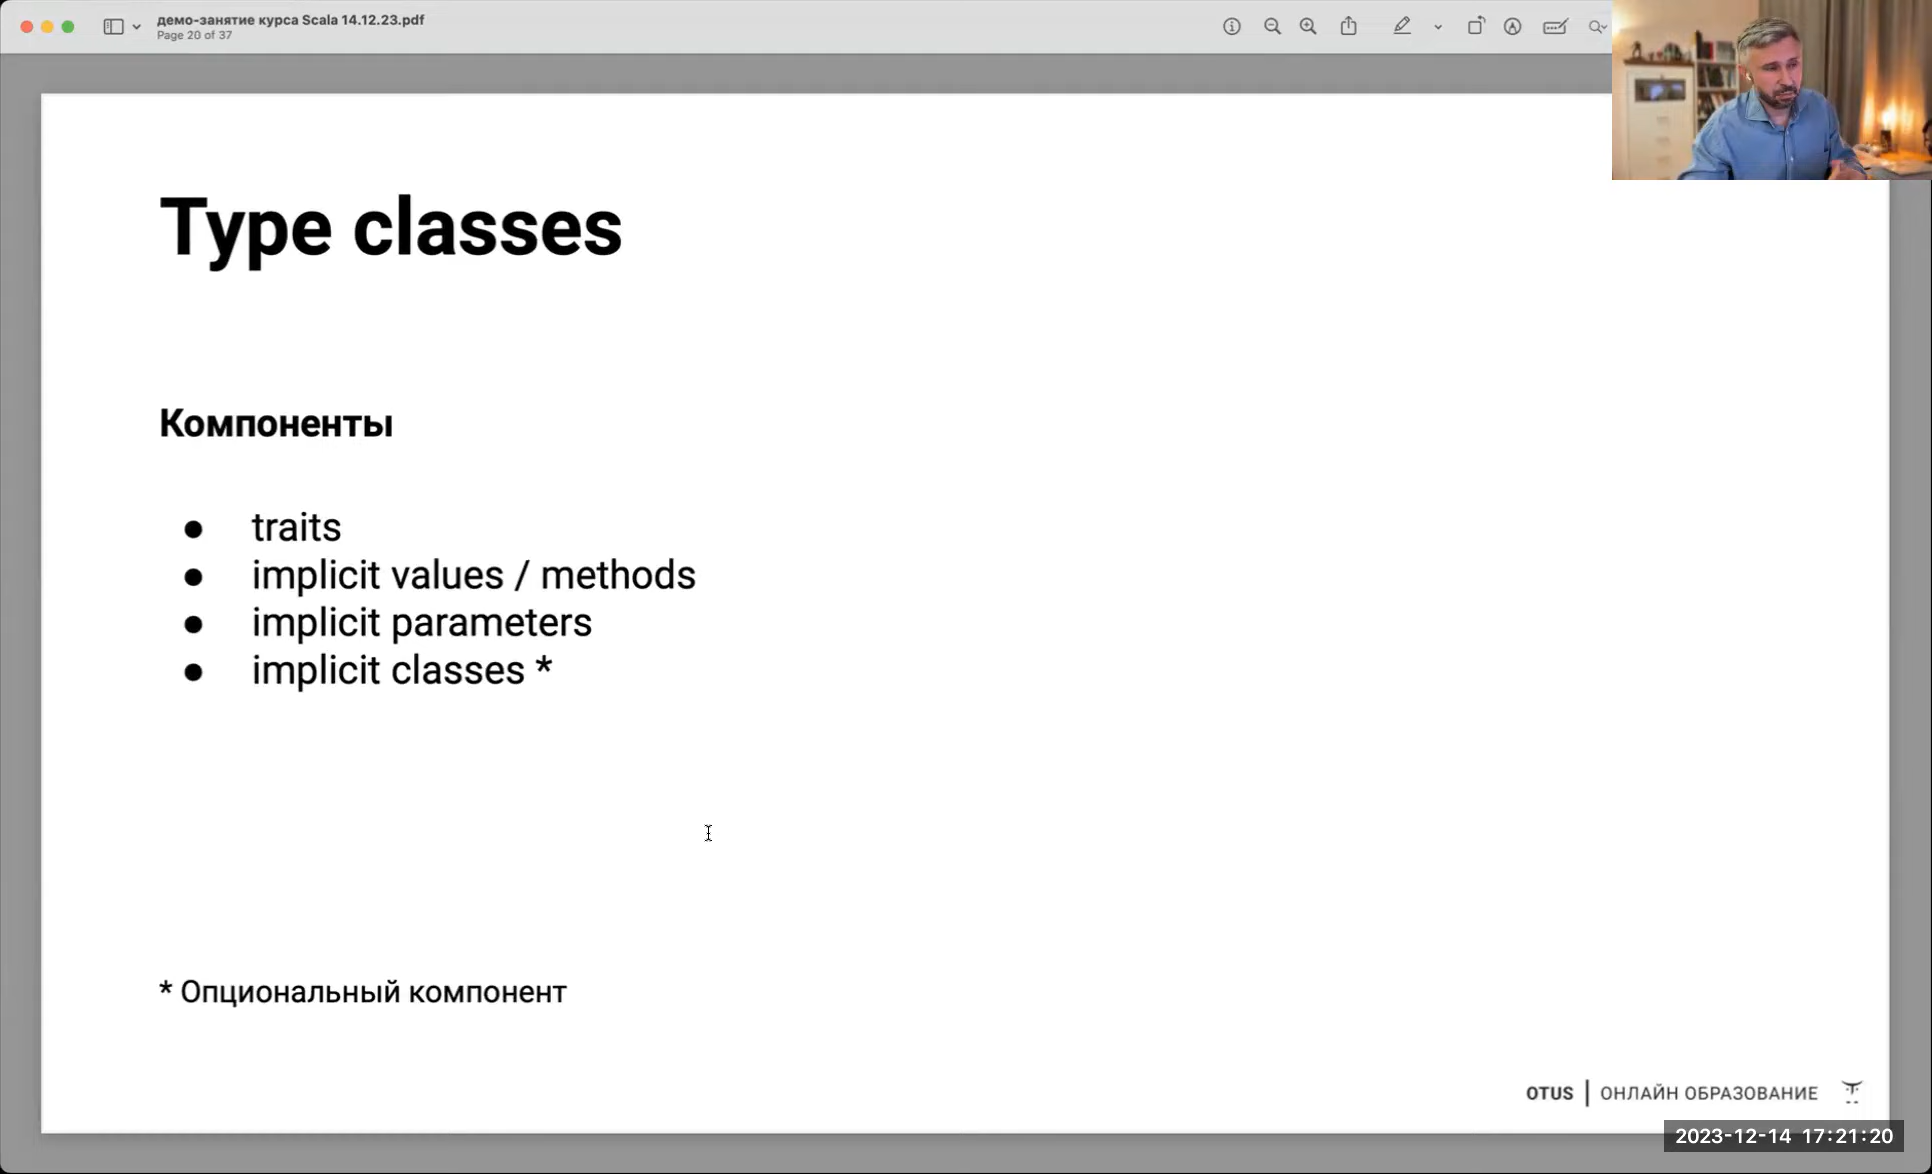 демо-занятие курса Scala 14.12.23.pdf
Page 20 of 37
Type classes
Компоненты
● traits
● implicit values / methods
● implicit parameters
● implicit classes *
* Опциональный компонент
OTUS | ОНЛАЙН ОБРАЗОВАНИЕ
2023-12-14 17:21:20